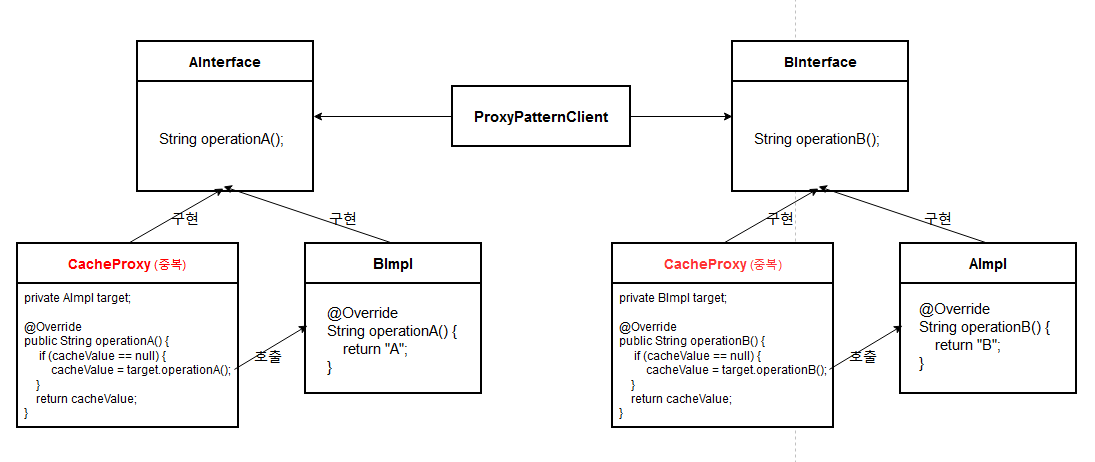 AInterface
String operationA();
ProxyPatternClient
BInterface
String operationB();
구현
구현
구현
구현
CacheProxy (중복)
private AImpl target;
@Override
public String operationA() {
if (cacheValue == null) {
cacheValue = target.operationA();
}
return cacheValue;
}
호출
BImpl
@Override
String operationA() {
return "A";
}
CacheProxy (중복)
private BImpl target;
@Override
public String operationB() {
if (cacheValue == null) {
cacheValue = target.operationB();
}
return cacheValue;
}
호출
AImpl
@Override
String operationB() {
return "B";
}